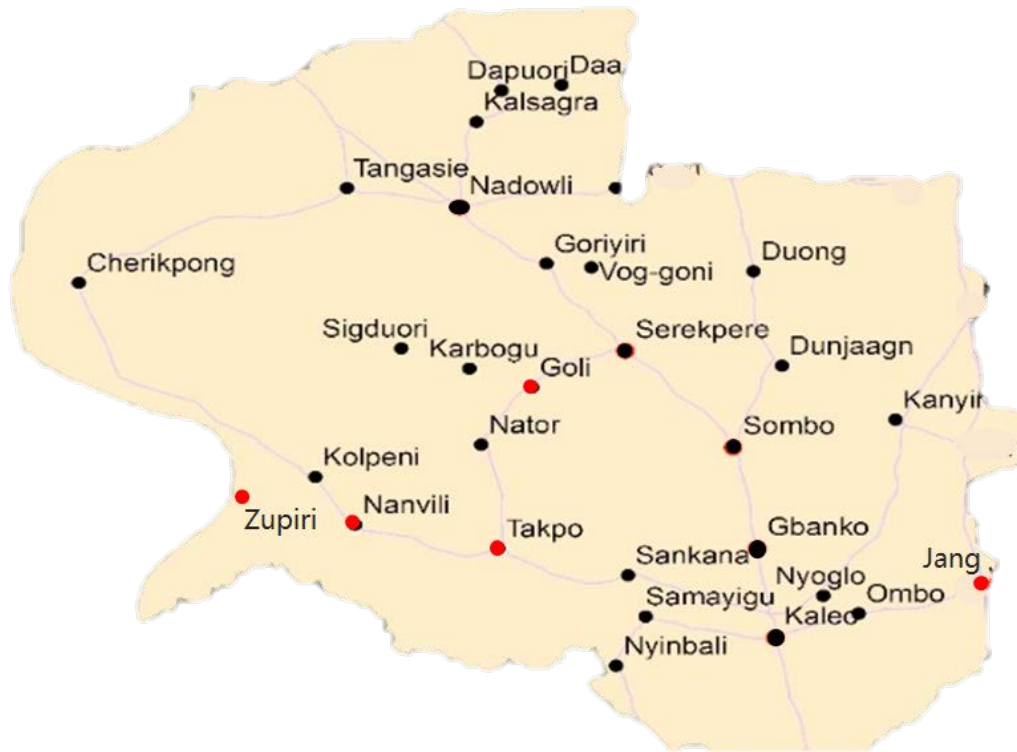 Dapuori
Daa
Kalsagra
Tangasie
Nadowli
Goriyiri
Duong
Cherikpong
Vog-goni
Sigduori
Serekpere
Karbogu
Dunjaagn
Goli
Kanyir
Nator
Sombo
Kolpeni
Nanvili
Zupiri
Takpo
Gbanko
Sankana
Jang
Nyoglo
Samayigu
Ombo
Kaleo
Nyinbali